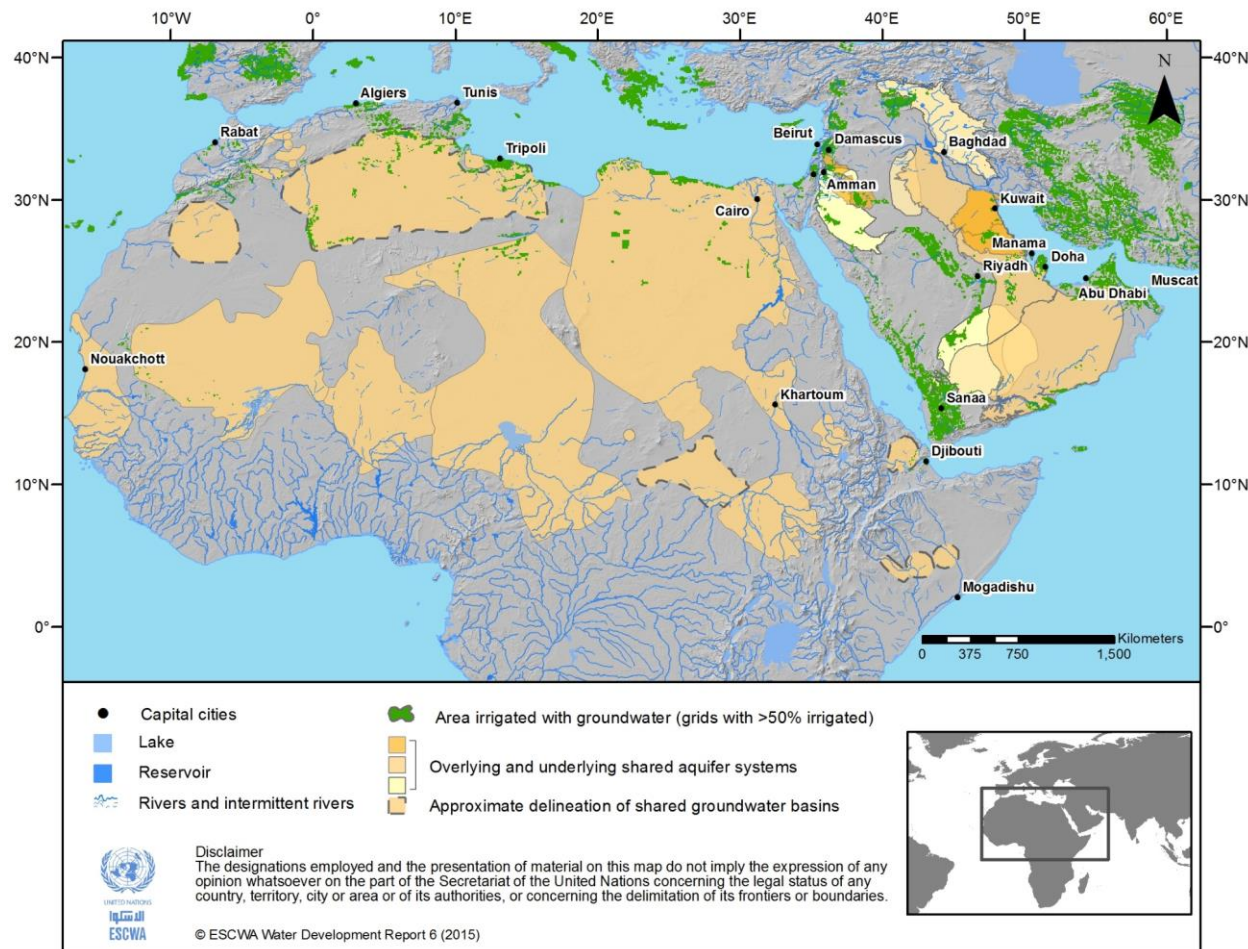 10°W 0° 10°E 20°E 30°E 40°E 50°E 60°E
40°N 40°N
N
Algiers
Tunis
Rabat
Tripoli
Beirut
Damascus
Baghdad
Amman
30°N 30°N
Cairo
Kuwait
Manama
Doha
Riyadh
Muscat
Abu Dhabi
20°N 20°N
Nouakchott
Khartoum
Sanaa
Djibouti
10°N 10°N
Mogadishu
0° 0°
Kilometers
0 375 750 1,500
Capital cities
Lake
Reservoir
Rivers and intermittent rivers
Area irrigated with groundwater (grids with >50% irrigated)
Overlying and underlying shared aquifer systems
Approximate delineation of shared groundwater basins
UNITED NATIONS
الاسكوا
ESCWA
Disclaimer
The designations employed and the presentation of material on this map do not imply the expression of any
opinion whatsoever on the part of the Secretariat of the United Nations concerning the legal status of any
country, territory, city or area or of its authorities, or concerning the delimitation of its frontiers or boundaries.
© ESCWA Water Development Report 6 (2015)